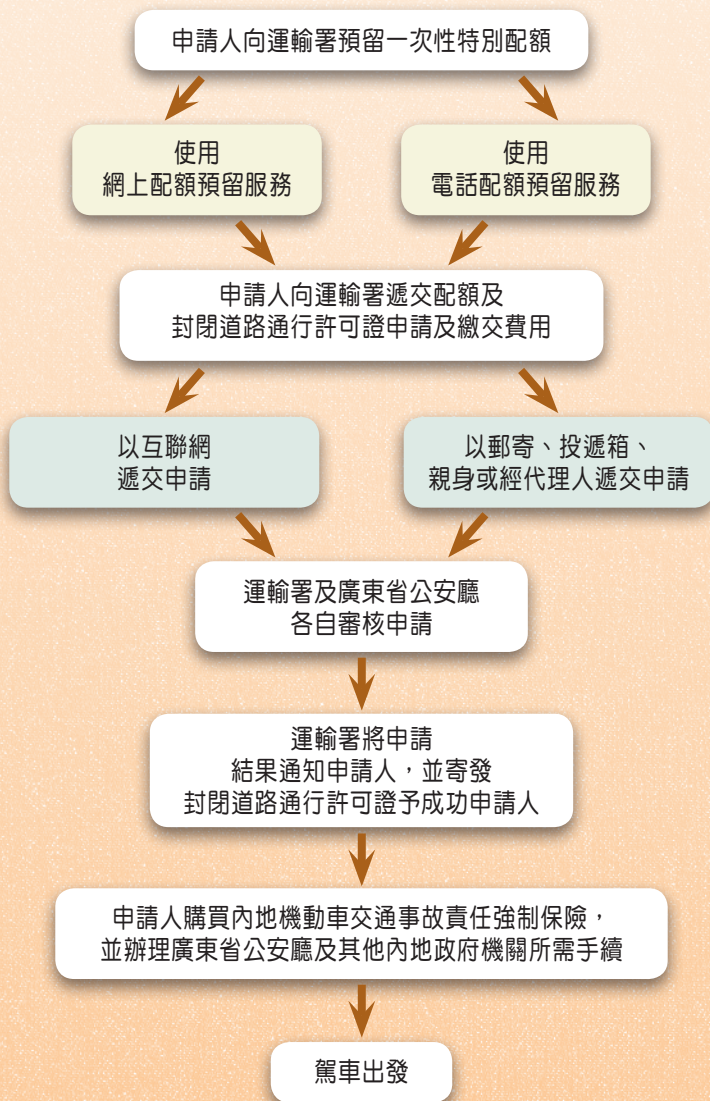 申請人向運輸署預留一次性特別配額
使用
網上配額預留服務
使用
電話配額預留服務
申請人向運輸署遞交配額及
封閉道路通行許可證申請及繳交費用
以互聯網
遞交申請
以郵寄、投遞箱、
親身或經代理人遞交申請
運輸署及廣東省公安廳
各自審核申請
運輸署將申請
結果通知申請人，並寄發
封閉道路通行許可證予成功申請人
申請人購買內地機動車交通事故責任強制保險，
並辦理廣東省公安廳及其他內地政府機關所需手續
駕車出發